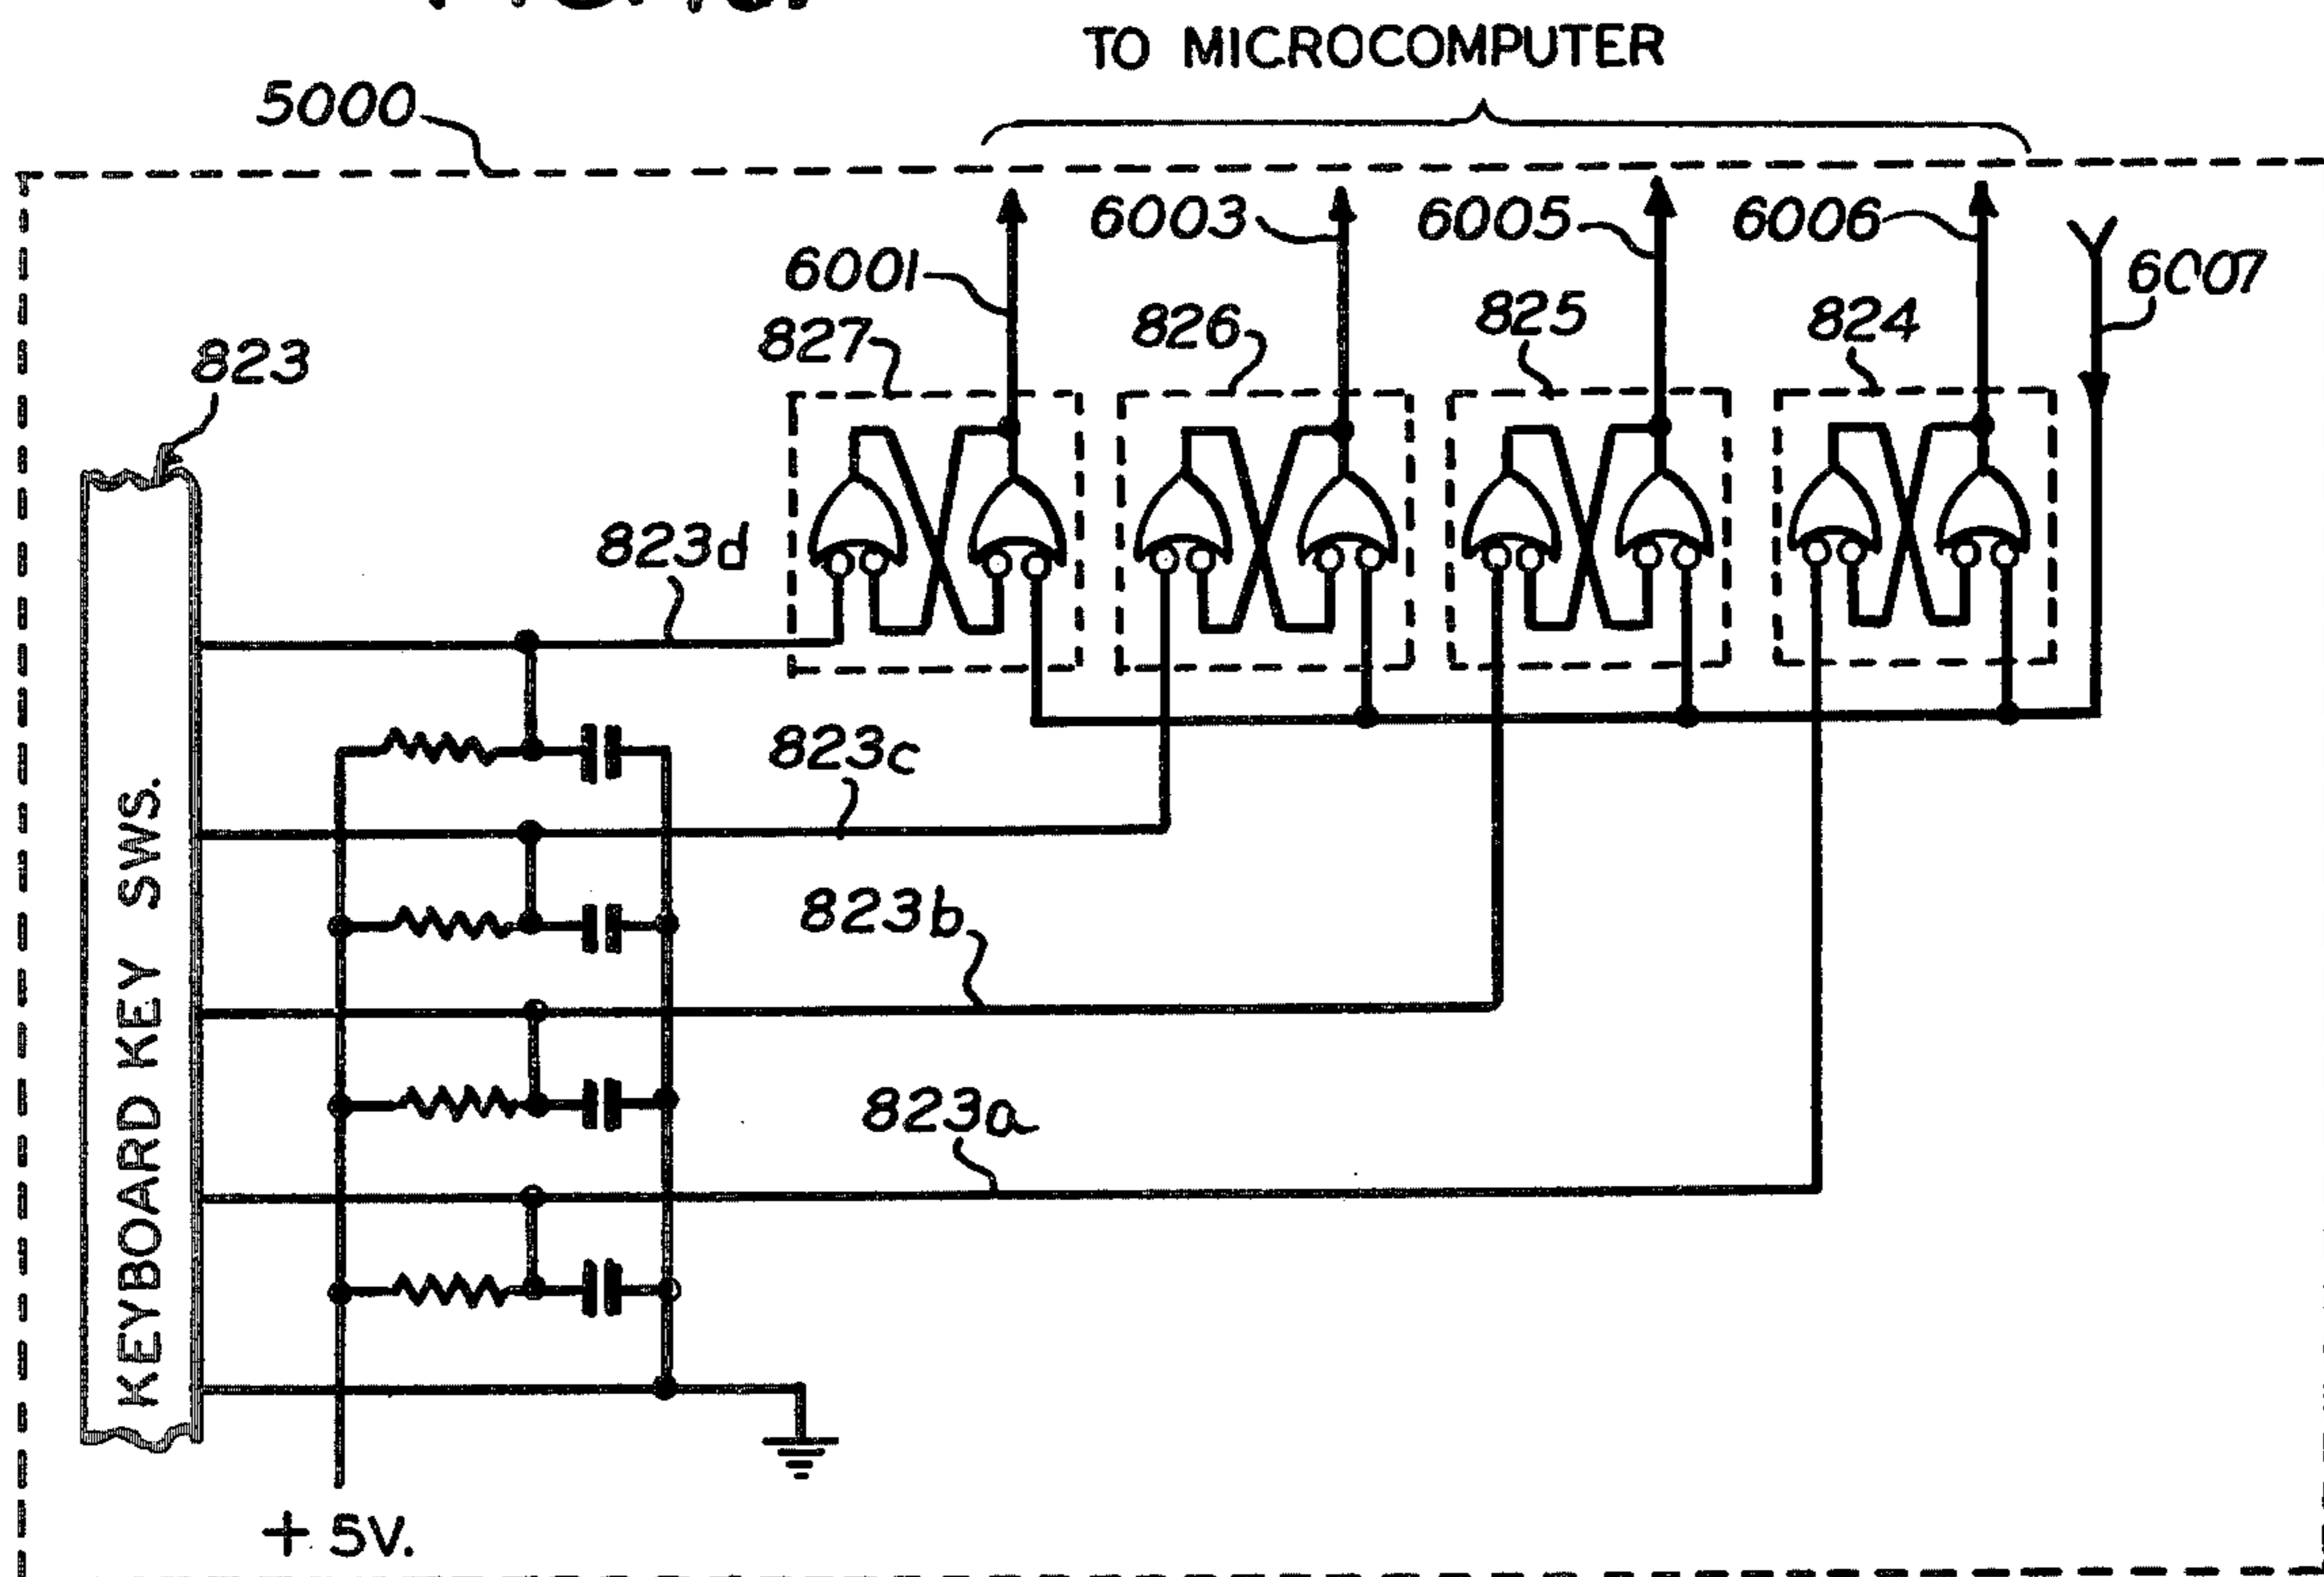 TO MICROCOMPUTER
5000
6001
6003
6005
6006
6007
827
826
825
824
823
823d
823c
823b
823a
KEYBOARD KEY SWS.
+ 5V.